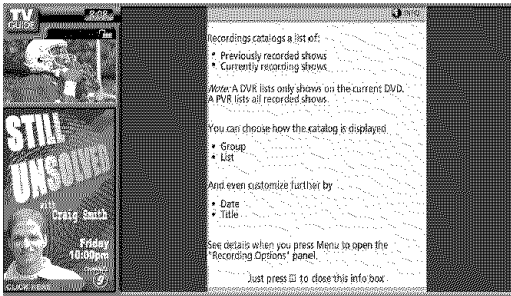 TV
GUIDE
INFO
Recordings catalogs a list of:
• Previously recorded shows
• Currently recording shows
Note: A DVR lists only shows on the current DVD.
A PVR lists all recorded shows.
You can choose how the catalog is displayed
• Group
• List
And even customize further by
• Date
• Title
See details when you press Menu to open the
"Recording Options" panel.
Just press to close this info box
STILL
UNSOLVED
with
Craig Smith
Friday
10:00pm
CHANNEL
9
CLICK HERE